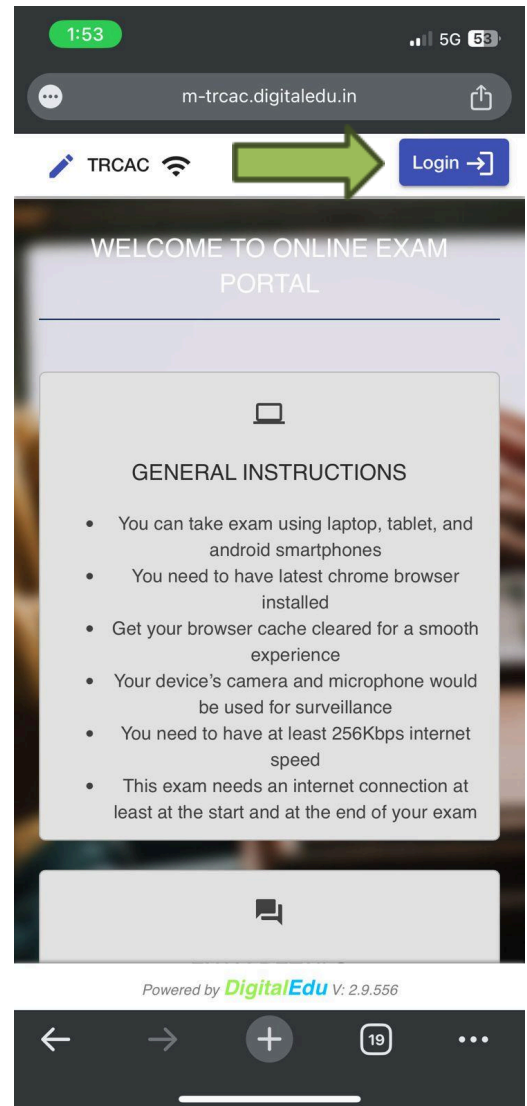 1:53
5G 53
m-trcac.digitaledu.in
TRCAC
Login
WELCOME TO ONLINE EXAM
PORTAL
GENERAL INSTRUCTIONS
• You can take exam using laptop, tablet, and
android smartphones
• You need to have latest chrome browser
installed
• Get your browser cache cleared for a smooth
experience
• Your device's camera and microphone would
be used for surveillance
• You need to have at least 256Kbps internet
speed
• This exam needs an internet connection at
least at the start and at the end of your exam
Powered by DigitalEdu V: 2.9.556
19